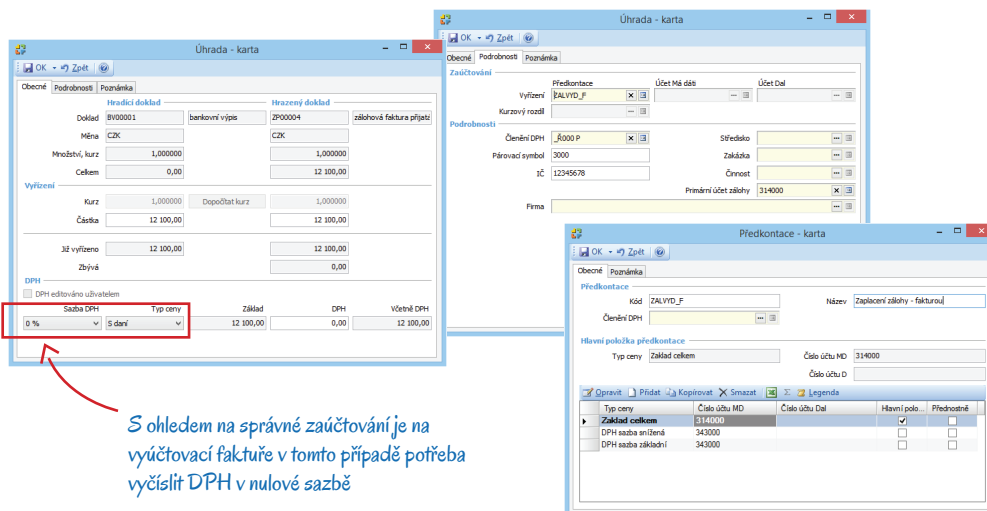 Úhrada - karta
OK Zpět
Obecné Podrobnosti Poznámka
Hradící doklad Hrazený doklad
Doklad BV00001 bankovní výpis ZP00004 zálohová faktura přijatá
Měna CZK CZK
Množství, kurz 1,000000 1,000000
Celkem 0,00 12 100,00
Vyřízení
Kurz 1,000000 Dopočítat kurz 1,000000
Částka 12 100,00 12 100,00
Již vyřízeno 12 100,00 12 100,00
Zbývá 0,00
DPH
DPH editováno uživatelem
Sazba DPH Typ ceny Základ DPH Včetně DPH
0 % S daní 12 100,00 0,00 12 100,00
S ohledem na správné zaúčtování je na
vyúčtovací faktuře v tomto případě potřeba
vyčíslit DPH v nulové sazbě
Úhrada - karta
OK Zpět
Obecné Podrobnosti Poznámka
Zaúčtování
Předkontace Účet Má dáti Účet Dal
Vyřízení ZALVYD_F
Kurzový rozdíl
Podrobnosti
Členění DPH _Ř000 P Středisko
Párovací symbol 3000 Zakázka
IČ 12345678 Činnost
Primární účet zálohy 314000
Firma
Předkontace - karta
OK Zpět
Obecné Poznámka
Předkontace
Kód ZALVYD_F Název Zaplacení zálohy - fakturou
Členění DPH
Hlavní položka předkontace
Typ ceny Základ celkem Číslo účtu MD 314000
Číslo účtu D
Opravit Přidat Kopírovat Smazat Σ Legenda
Typ ceny Číslo účtu MD Číslo účtu Dal Hlavní polo... Přednostně
Základ celkem 314000
DPH sazba snížená 343000
DPH sazba základní 343000